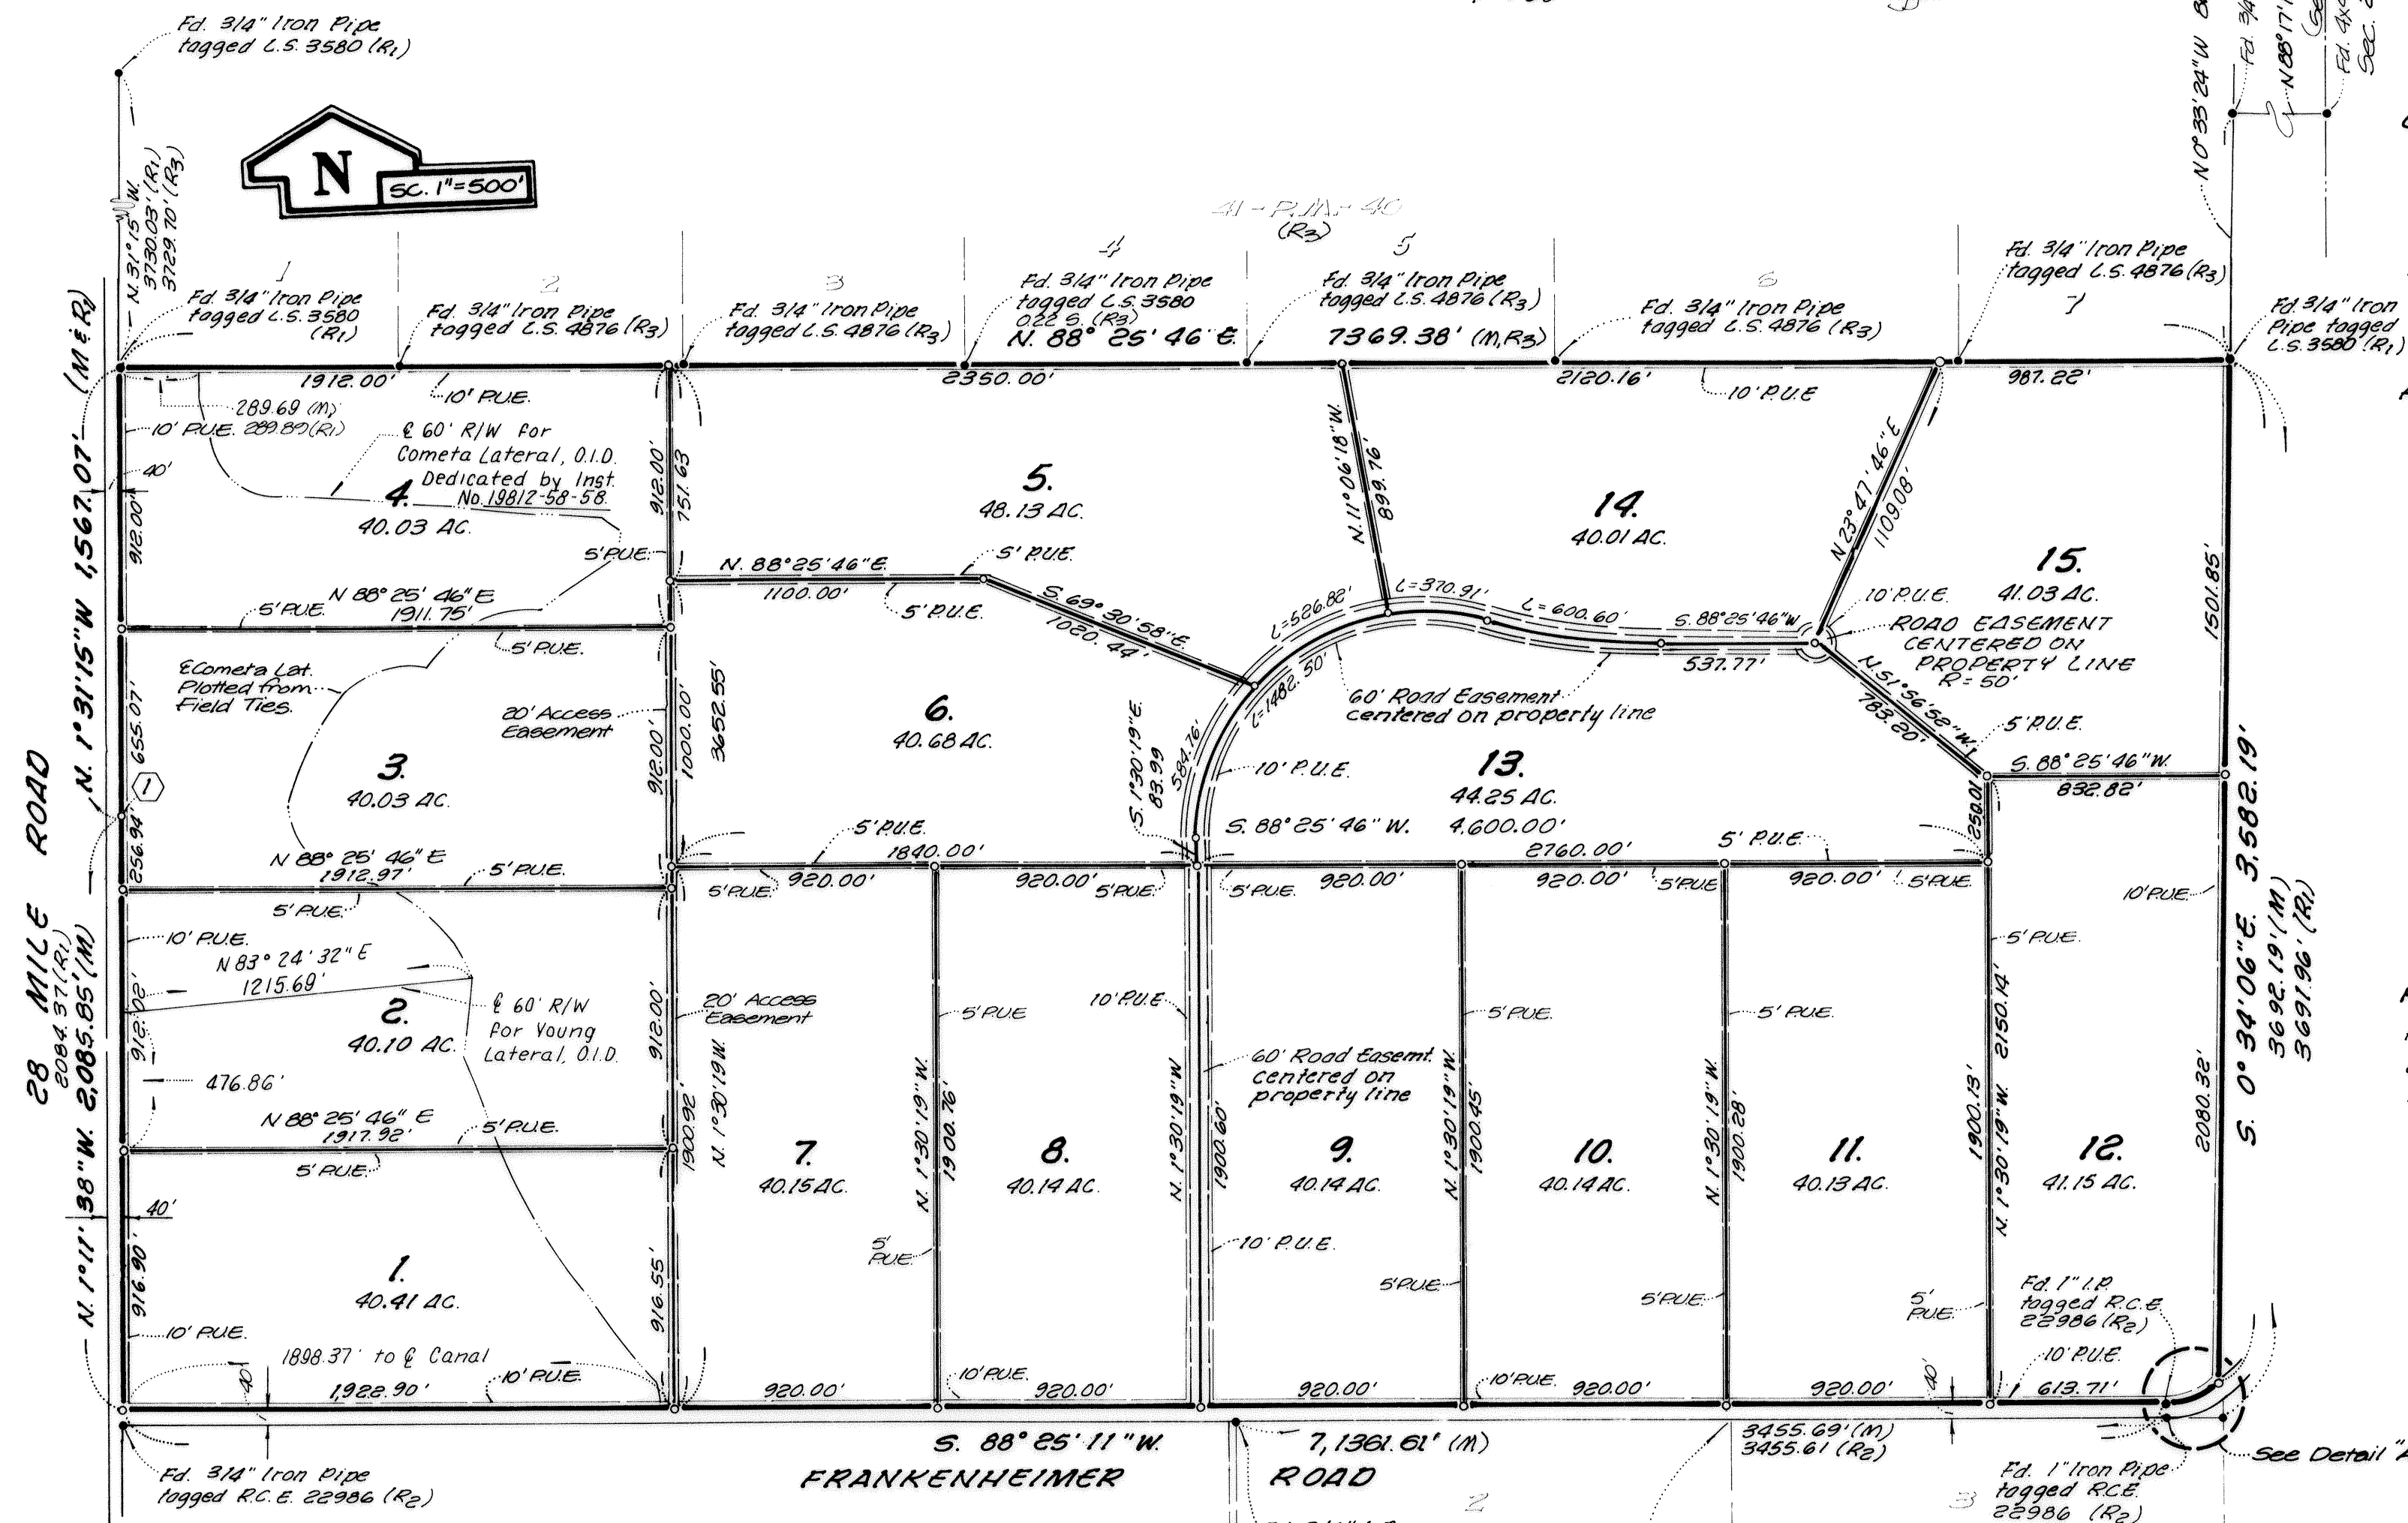 Fd. 3/4" Iron Pipe
tagged L.S. 3580 (R1)
N
SC. 1"=500'
N. 31° 15" W.
3730.03' (R1)
3729.70' (R3)
41-P.M.-40
(R3)
N 0° 33' 24" W
1
2
3
4
5
6
7
Fd. 3/4" Iron Pipe
tagged L.S. 3580
(R1)
Fd. 3/4" Iron Pipe
tagged L.S. 4876 (R3)
Fd. 3/4" Iron Pipe
tagged L.S. 4876 (R3)
Fd. 3/4" Iron Pipe
tagged L.S. 3580
0.22 S. (R3)
Fd. 3/4" Iron Pipe
tagged L.S. 4876 (R3)
Fd. 3/4" Iron Pipe
tagged L.S. 4876 (R3)
Fd. 3/4" Iron Pipe
tagged L.S. 4876 (R3)
Fd. 3/4" Iron
Pipe tagged
L.S. 3580 (R1)
N. 88° 25' 46" E. 7369.38' (M,R3)
1912.00'
2350.00'
2120.16'
987.22'
10' P.U.E.
10' P.U.E
289.69 (M)
10' P.U.E. 289.89 (R1)
40'
℄ 60' R/W for
Cometa Lateral, O.I.D.
Dedicated by Inst.
No. 19812-58-58.
4.
40.03 AC.
912.00'
912.00'
751.63
5' P.U.E.
N 88° 25' 46" E
1911.75'
5' P.U.E.
5' P.U.E.
5.
48.13 AC.
N. 88° 25' 46" E.
1100.00'
5' P.U.E.
5' P.U.E.
S. 69° 30' 58" E.
1020.44'
N. 11° 06' 18" W.
899.76'
14.
40.01 AC.
N 23° 47' 46" E
1109.08'
15.
41.03 AC.
1501.85'
10' P.U.E.
ROAD EASEMENT
CENTERED ON
PROPERTY LINE
R = 50'
L=526.82'
L=370.91'
L=600.60'
S. 88° 25' 46" W
537.77'
L=1482.50'
584.76'
60' Road Easement
centered on property line
N. 51° 56' 52" W.
783.20'
5' P.U.E.
S. 88° 25' 46" W.
832.82'
250.01
28 MILE ROAD
N. 1° 31' 15" W 1,567.07' (M & R1)
℄ Cometa Lat.
Plotted from
Field Ties.
655.07'
1
256.94'
3.
40.03 AC.
20' Access
Easement
912.00'
1000.00'
3652.55'
6.
40.68 AC.
S. 1° 30' 19" E.
83.99
10' P.U.E.
13.
44.25 AC.
S. 88° 25' 46" W. 4,600.00'
5' P.U.E.
1840.00'
2760.00'
5' P.U.E.
N 88° 25' 46" E
1912.97'
5' P.U.E.
5' P.U.E.
5' P.U.E.
920.00'
920.00'
5' P.U.E.
5' P.U.E.
920.00'
920.00'
5' P.U.E.
920.00'
5' P.U.E.
10' P.U.E.
S. 0° 34' 06" E. 3,582.19'
3692.19' (M)
3691.96' (R1)
2084.37 (R1)
N. 1° 11' 38" W. 2,085.85' (M)
10' P.U.E.
N 83° 24' 32" E
1215.69'
912.02'
2.
40.10 AC.
℄ 60' R/W
for Young
Lateral, O.I.D.
476.86'
912.00'
20' Access
Easement
N 88° 25' 46" E
1917.92'
5' P.U.E.
5' P.U.E.
40'
916.90'
1.
40.41 AC.
916.55'
10' P.U.E.
1898.37' to ℄ Canal
40'
1,922.90'
10' P.U.E.
1900.92'
N. 1° 30' 19" W.
7.
40.15 AC.
5'
P.U.E.
N. 1° 30' 19" W.
1900.76'
5' P.U.E
8.
40.14 AC.
10' P.U.E
N. 1° 30' 19" W
1900.60'
60' Road Easemt.
centered on
property line
9.
40.14 AC.
10' P.U.E.
5' P.U.E.
N. 1° 30' 19" W.
1900.45'
5' P.U.E.
10.
40.14 AC.
5' P.U.E.
N. 1° 30' 19" W.
1900.28'
5' P.U.E.
11.
40.13 AC.
5'
P.U.E.
1900.13'
N. 1° 30' 19" W. 2150.14'
5' P.U.E.
12.
41.15 AC.
2080.32'
Fd. 1" I.P.
tagged R.C.E.
22986 (R2)
10' P.U.E.
920.00'
10' P.U.E.
920.00'
920.00'
10' P.U.E.
920.00'
920.00'
40'
613.71'
S. 88° 25' 11" W. 7,1361.61' (M)
FRANKENHEIMER ROAD
3455.69' (M)
3455.61 (R2)
See Detail "A
Fd. 3/4" Iron Pipe
tagged R.C.E. 22986 (R2)
2
3
Fd. 1" Iron Pipe
tagged R.C.E.
22986 (R2)